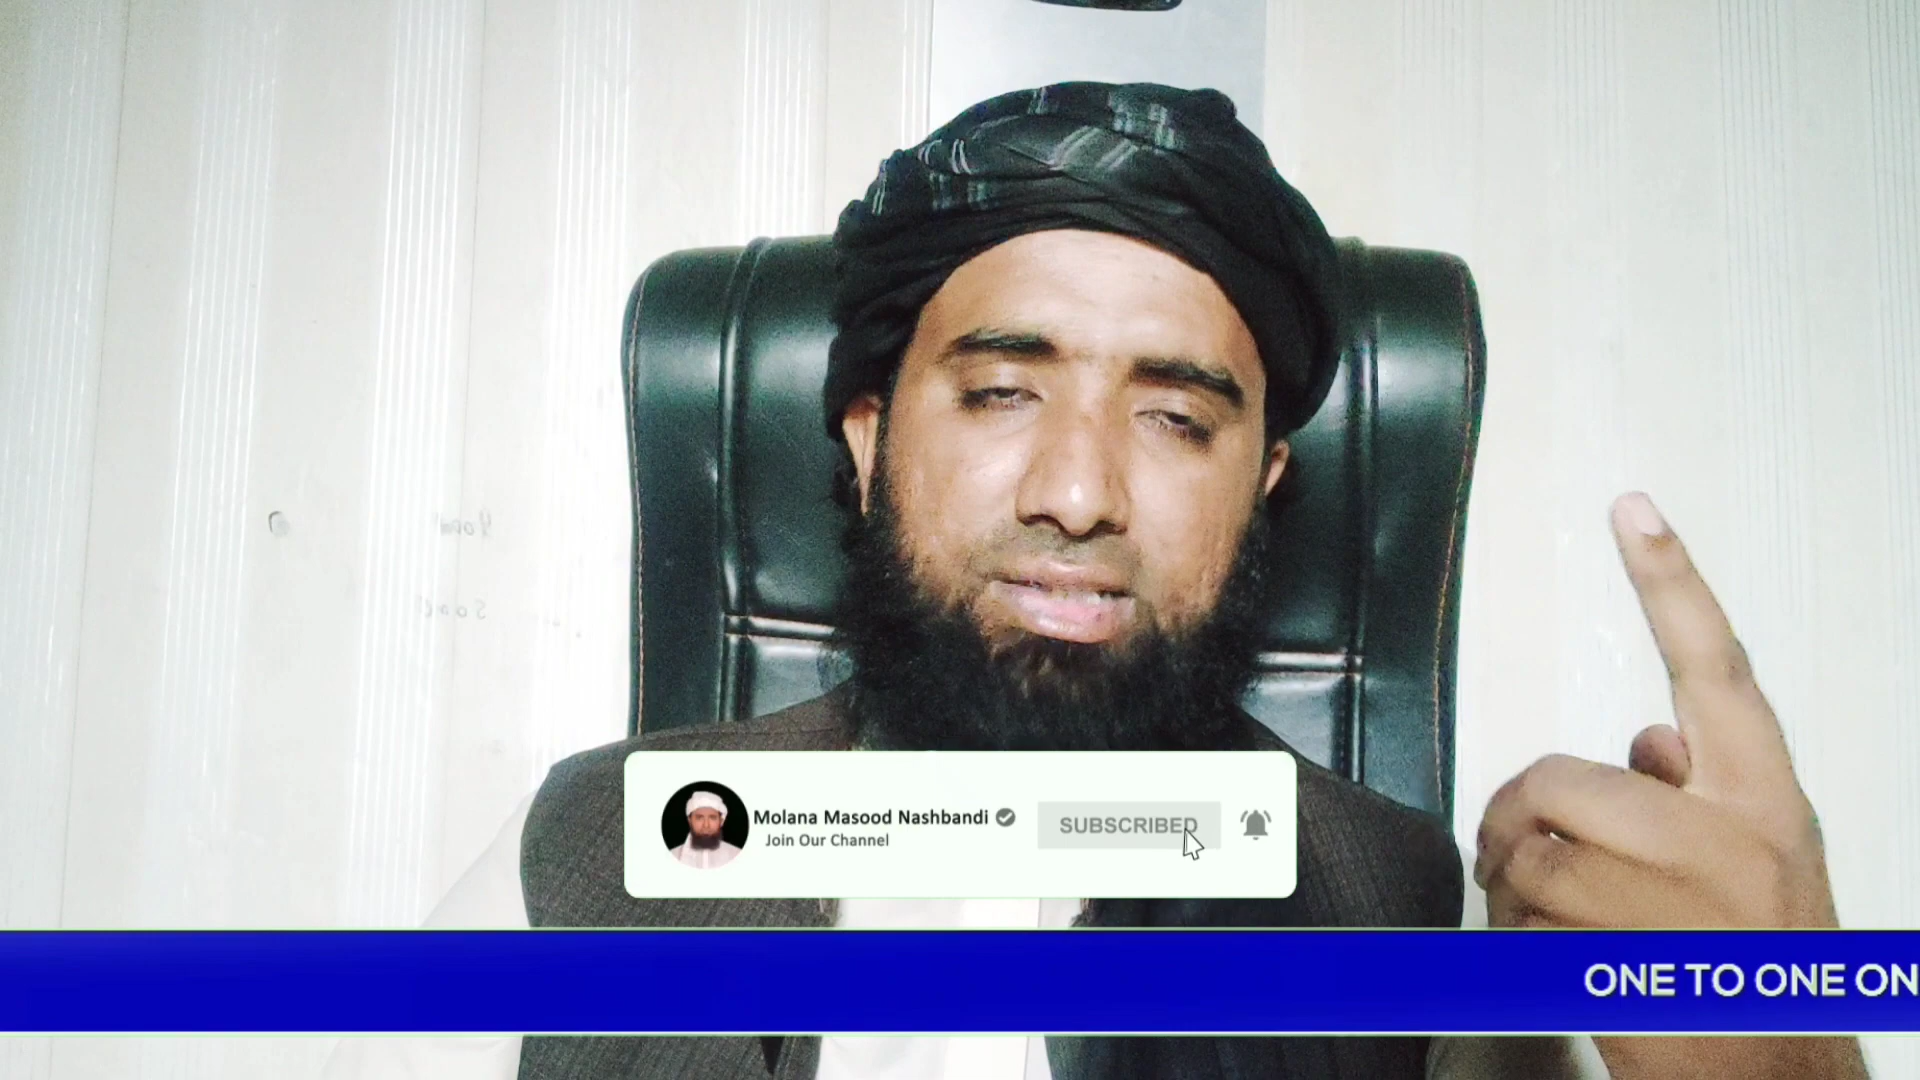 Molana Masood Nashbandi
Join Our Channel
SUBSCRIBED
ONE TO ONE ON